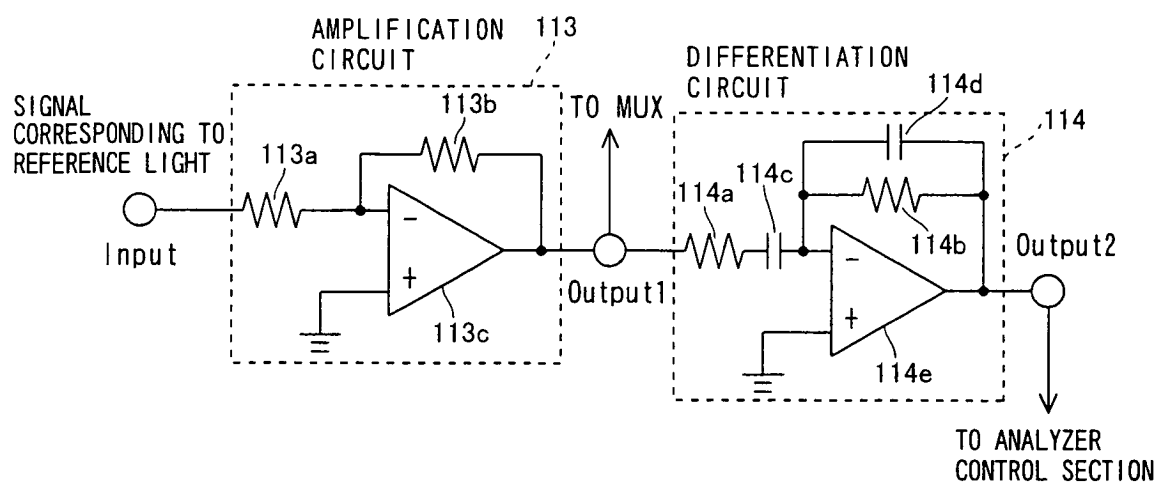 AMPLIFICATION
CIRCUIT
113
DIFFERENTIATION
CIRCUIT
114d
SIGNAL
CORRESPONDING TO
REFERENCE LIGHT
113b
TO MUX
114
113a
114a
114c
-
-
114b
Input
+
Output1
Output2
113c
+
114e
TO ANALYZER
CONTROL SECTION